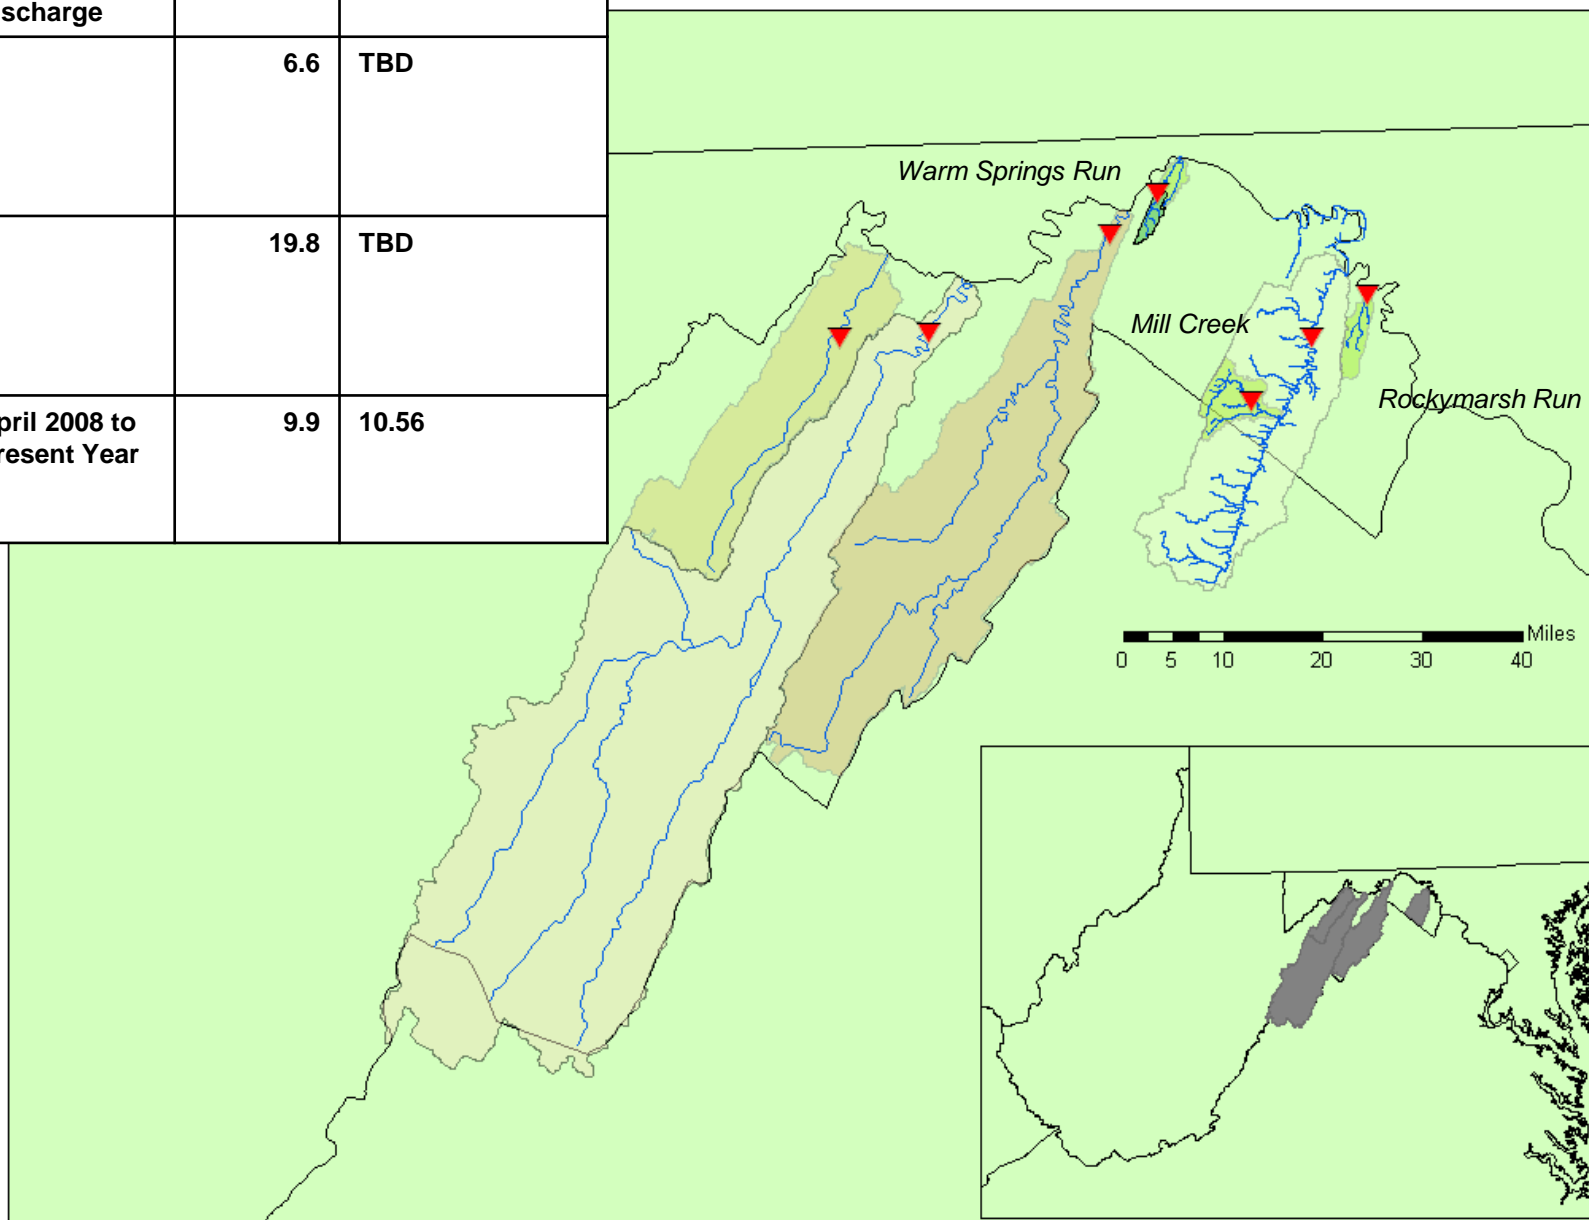 scharge
6.6 TBD
19.8 TBD
pril 2008 to 9.9 10.56
resent Year
Warm Springs Run
Mill Creek
Rockymarsh Run
Miles
0 5 10 20 30 40